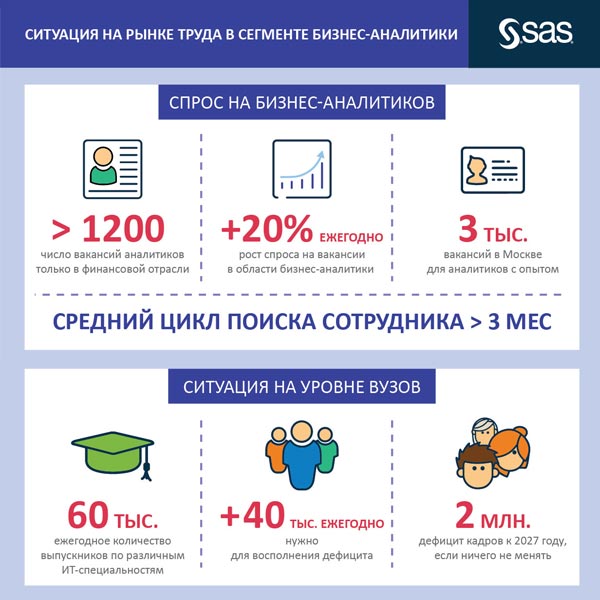 СИТУАЦИЯ НА РЫНКЕ ТРУДА В СЕГМЕНТЕ БИЗНЕС-АНАЛИТИКИ
sas
СПРОС НА БИЗНЕС-АНАЛИТИКОВ
> 1200
число вакансий аналитиков
только в финансовой отрасли
+20% ЕЖЕГОДНО
рост спроса на вакансии
в области бизнес-аналитики
3 ТЫС.
вакансий в Москве
для аналитиков с опытом
СРЕДНИЙ ЦИКЛ ПОИСКА СОТРУДНИКА > 3 МЕС
СИТУАЦИЯ НА УРОВНЕ ВУЗОВ
60 ТЫС.
ежегодное количество
выпускников по различным
ИТ-специальностям
+40 ТЫС. ЕЖЕГОДНО
нужно
для восполнения дефицита
2 МЛН.
дефицит кадров к 2027 году,
если ничего не менять